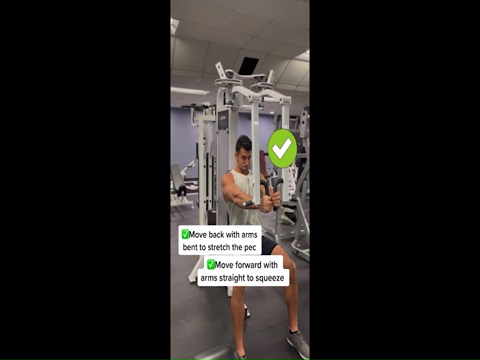 ✅Move back with arms
bent to stretch the pec
✅Move forward with
arms straight to squeeze